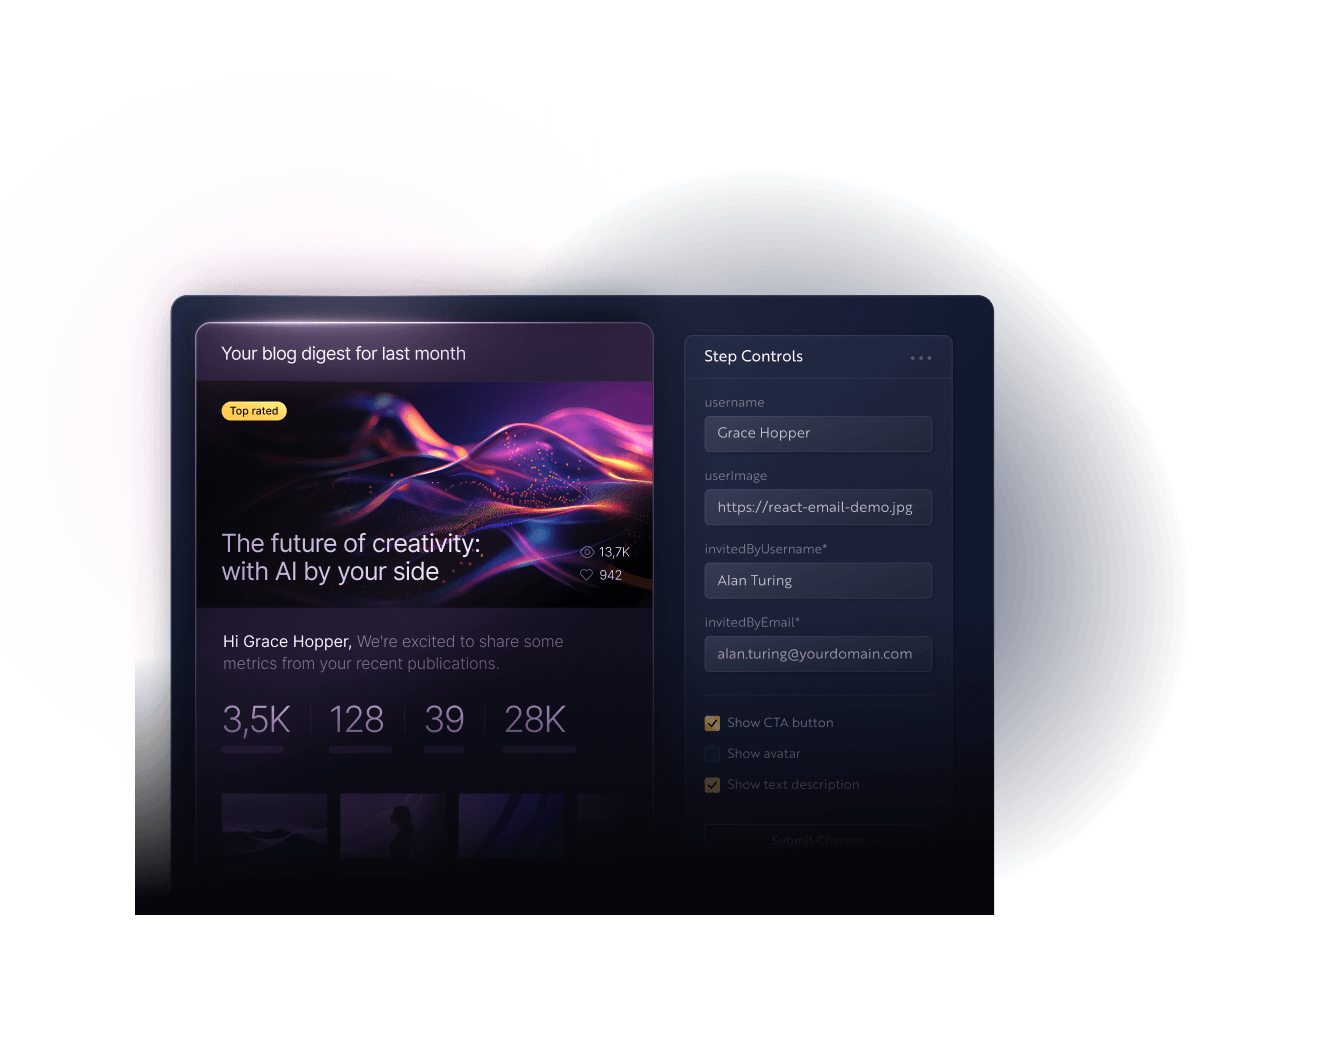 Your blog digest for last month
Top rated
The future of creativity:
with AI by your side
13,7K
942
Hi Grace Hopper, We're excited to share some
metrics from your recent publications.
3,5K 128 39 28K
Step Controls
username
Grace Hopper
userImage
https://react-email-demo.jpg
invitedByUsername*
Alan Turing
invitedByEmail*
alan.turing@yourdomain.com
Show CTA button
Show avatar
Show text description
Submit Changes